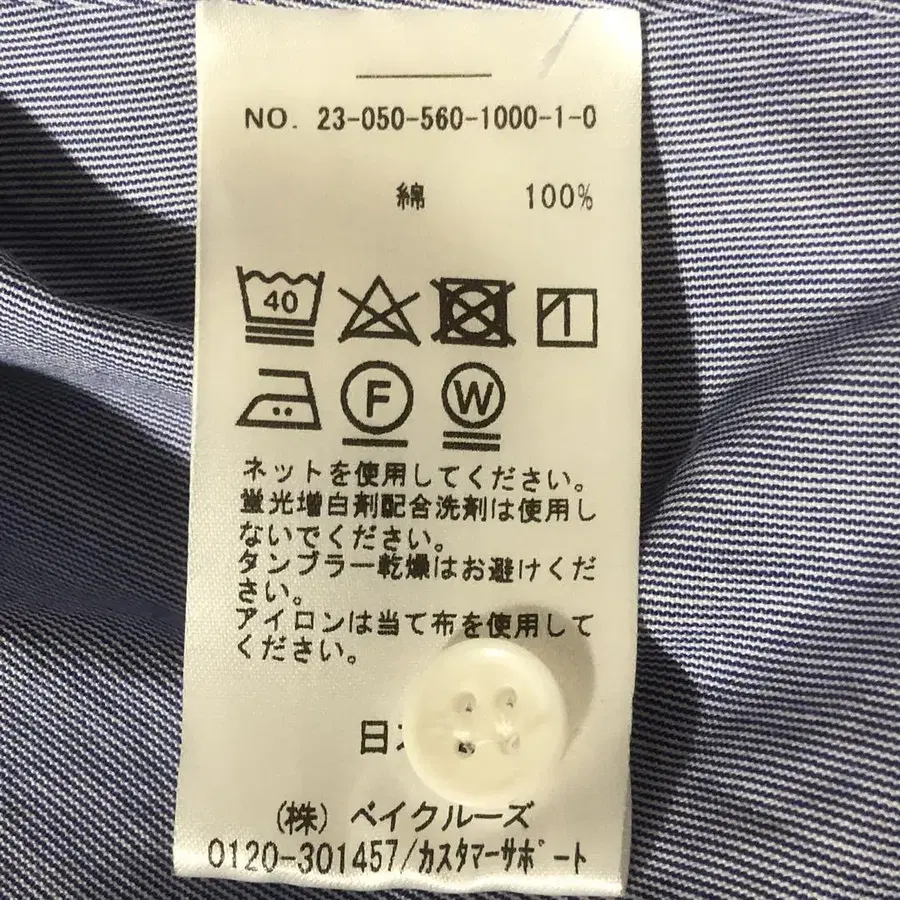 NO. 23-050-560-1000-1-0
綿 100%
40
F W
ネットを使用してください。
蛍光増白剤配合洗剤は使用し
ないでください。
タンブラー乾燥はお避けくだ
さい。
アイロンは当て布を使用して
ください。
日
(株) ベイクルーズ
0120-301457/カスタマーサポート